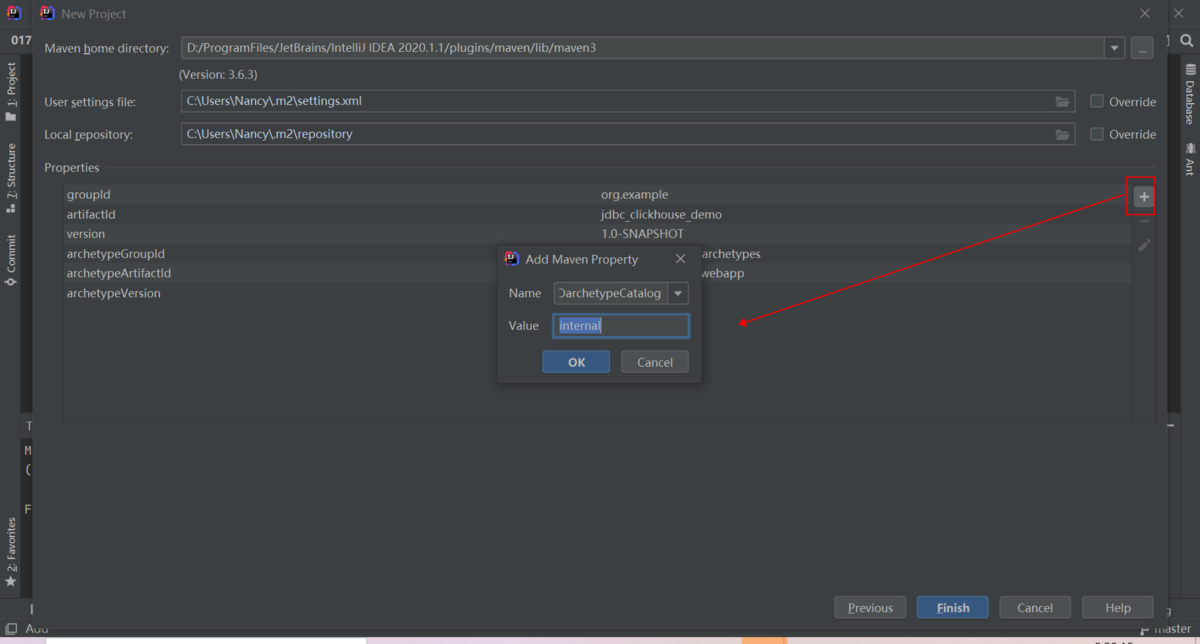 New Project
017
Maven home directory:
D:/ProgramFiles/JetBrains/IntelliJ IDEA 2020.1.1/plugins/maven/lib/maven3
...
(Version: 3.6.3)
User settings file:
C:\Users\Nancy\.m2\settings.xml
Override
Local repository:
C:\Users\Nancy\.m2\repository
Override
Properties
groupId
org.example
artifactId
jdbc_clickhouse_demo
version
1.0-SNAPSHOT
archetypeGroupId
archetypes
archetypeArtifactId
webapp
archetypeVersion
Add Maven Property
Name
archetypeCatalog
Value
internal
OK
Cancel
Previous
Finish
Cancel
Help
1: Project
7: Structure
Commit
2: Favorites
Database
Ant
T
M
(
F
Add
master